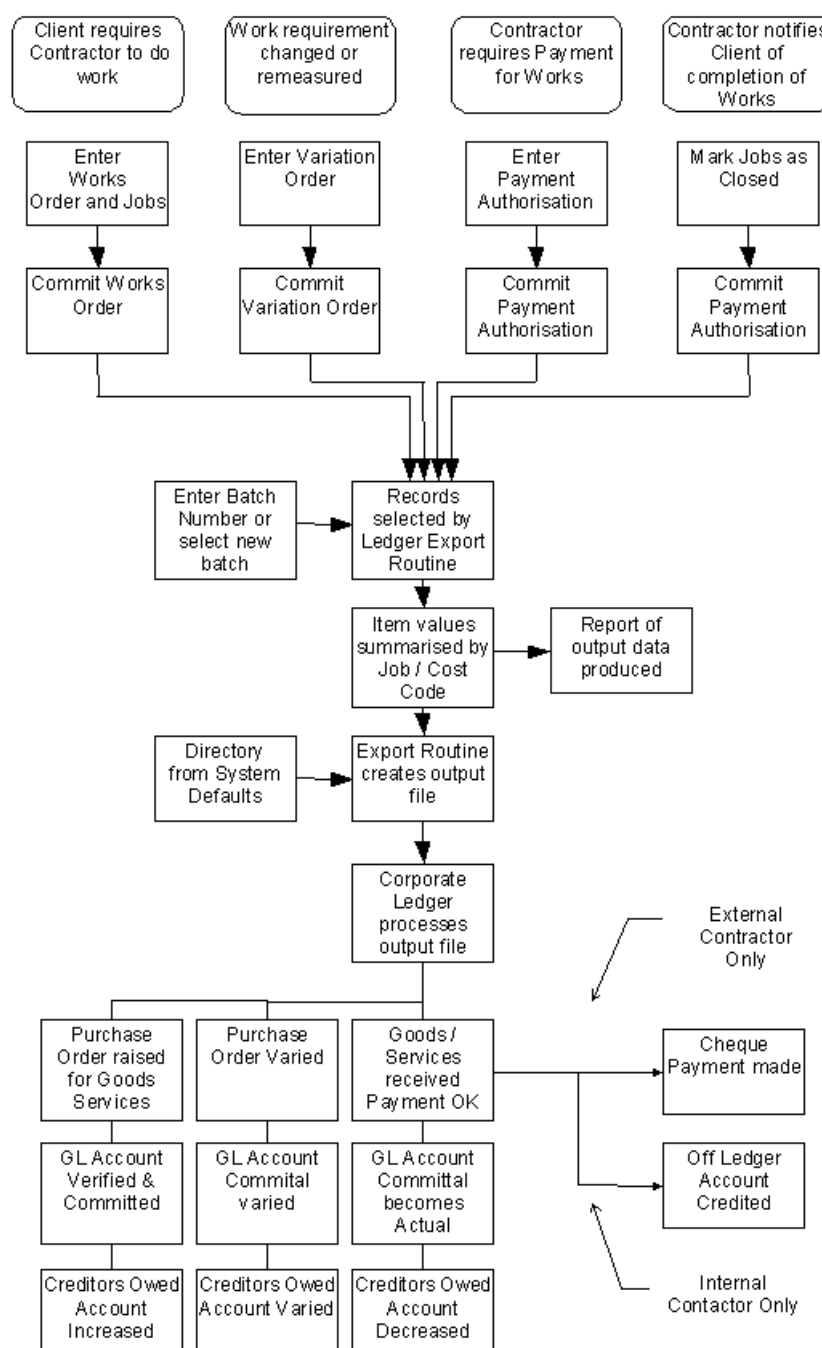 Client requires
Contractor to do
work
Work requirement
changed or
remeasured
Contractor
requires Payment
for Works
Contractor notifies
Client of
completion of
Works
Enter
Works
Order and Jobs
Enter Variation
Order
Enter
Payment
Authorisation
Mark Jobs as
Closed
Commit Works
Order
Commit
Variation Order
Commit
Payment
Authorisation
Commit
Payment
Authorisation
Enter Batch
Number or
select new
batch
Records
selected by
Ledger Export
Routine
Item values
summarised by
Job / Cost
Code
Report of
output data
produced
Directory
from System
Defaults
Export Routine
creates output
file
Corporate
Ledger
processes
output file
External
Contractor
Only
Purchase
Order raised
for Goods
Services
Purchase
Order Varied
Goods /
Services
received
Payment OK
Cheque
Payment made
GL Account
Verified &
Committed
GL Account
Commital
varied
GL Account
Committal
becomes
Actual
Off Ledger
Account
Credited
Creditors Owed
Account
Increased
Creditors Owed
Account Varied
Creditors Owed
Account
Decreased
Internal
Contactor Only